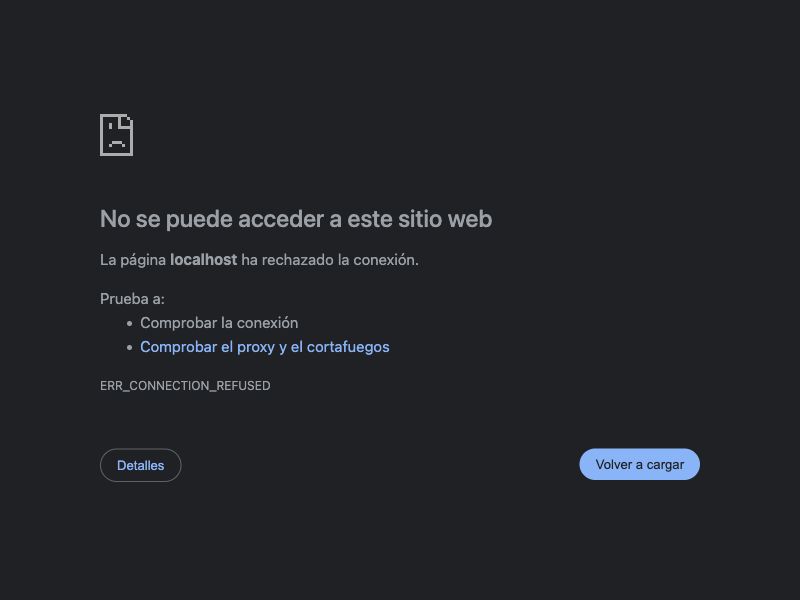 No se puede acceder a este sitio web
La página localhost ha rechazado la conexión.
Prueba a:
• Comprobar la conexión
• Comprobar el proxy y el cortafuegos
ERR_CONNECTION_REFUSED
Detalles
Volver a cargar